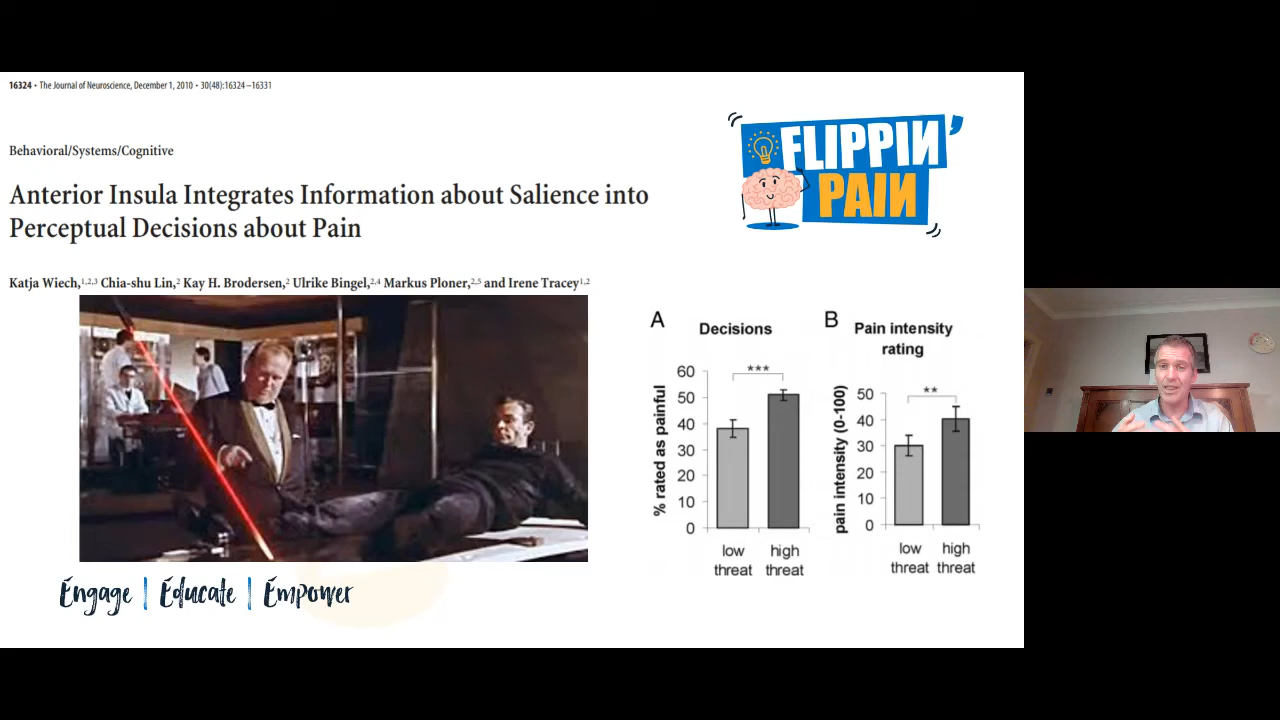 16324 • The Journal of Neuroscience, December 1, 2010 • 30(48):16324–16331
Behavioral/Systems/Cognitive
Anterior Insula Integrates Information about Salience into
Perceptual Decisions about Pain
Katja Wiech,1,2,3 Chia-shu Lin,2 Kay H. Brodersen,2 Ulrike Bingel,2,4 Markus Ploner,2,5 and Irene Tracey1,2
FLIPPIN'
PAIN
A
Decisions
***
% rated as painful
60
50
40
30
20
10
0
low
threat
high
threat
B
Pain intensity
rating
**
pain intensity (0-100)
50
40
30
20
10
0
low
threat
high
threat
Engage | Educate | Empower